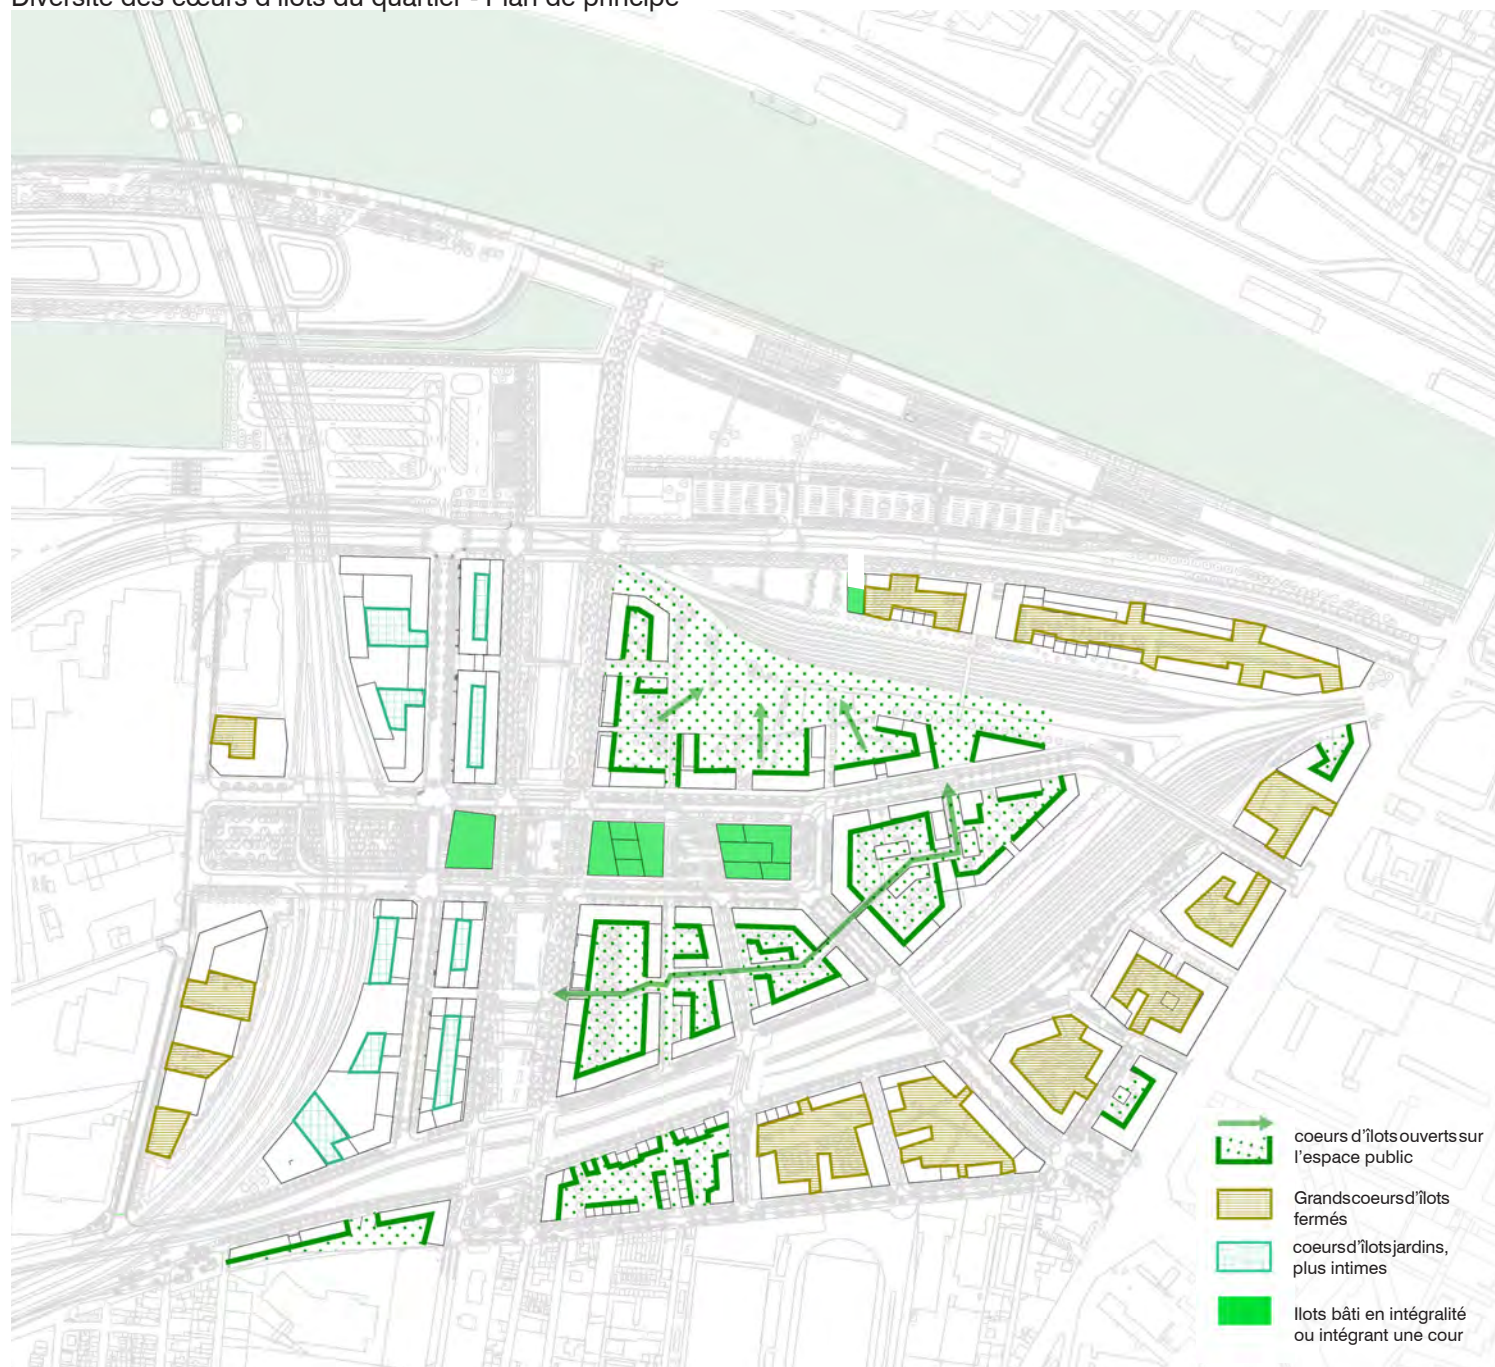 Diversité des cœurs d'îlots du quartier - Plan de principe
coeurs d'îlots ouverts sur
l'espace public
Grands coeurs d'îlots
fermés
coeurs d'îlots jardins,
plus intimes
Ilots bâti en intégralité
ou intégrant une cour